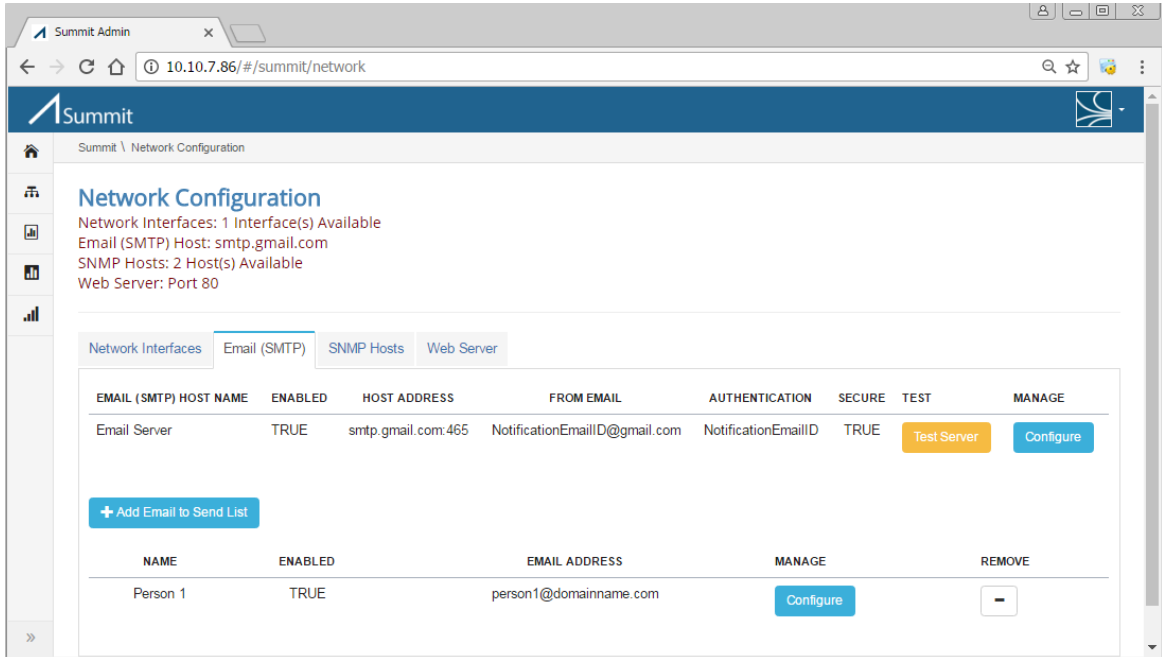 Summit Admin
10.10.7.86/#/summit/network
Summit
Summit \ Network Configuration
Network Configuration
Network Interfaces: 1 Interface(s) Available
Email (SMTP) Host: smtp.gmail.com
SNMP Hosts: 2 Host(s) Available
Web Server: Port 80
Network Interfaces Email (SMTP) SNMP Hosts Web Server
EMAIL (SMTP) HOST NAME ENABLED HOST ADDRESS FROM EMAIL AUTHENTICATION SECURE TEST MANAGE
Email Server TRUE smtp.gmail.com:465 NotificationEmailID@gmail.com NotificationEmailID TRUE Test Server Configure
+ Add Email to Send List
NAME ENABLED EMAIL ADDRESS MANAGE REMOVE
Person 1 TRUE person1@domainname.com Configure -